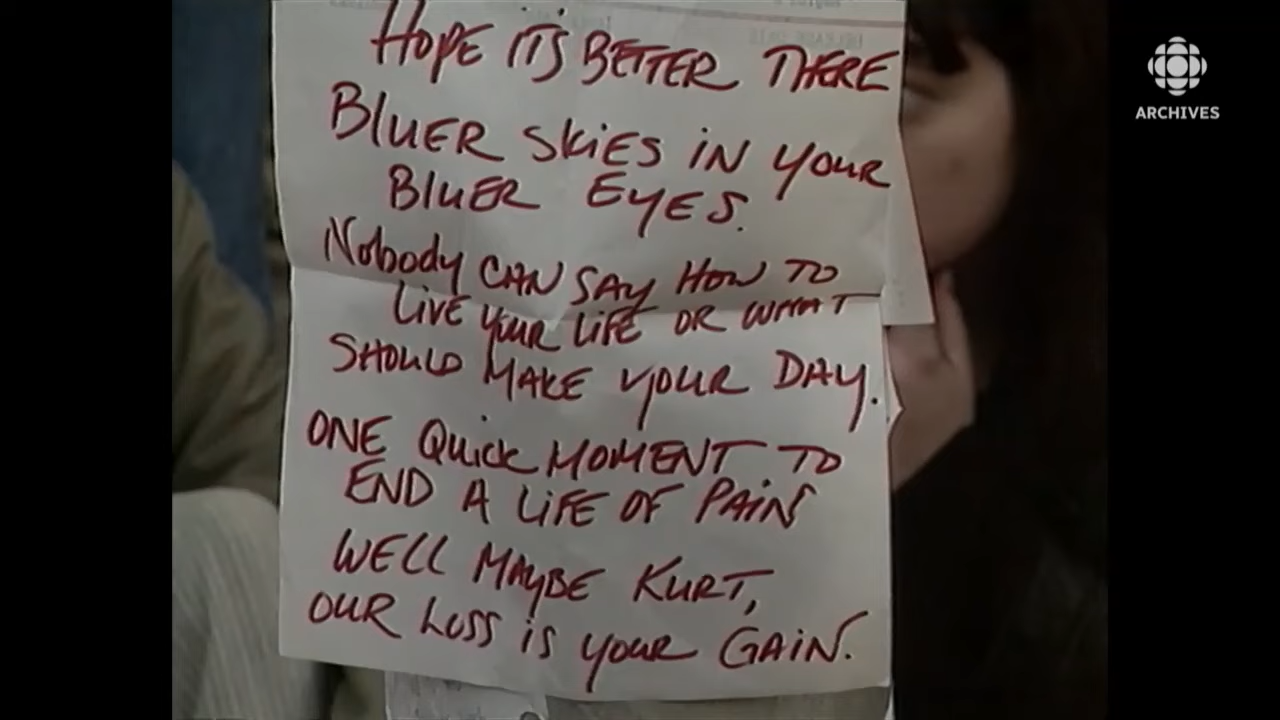 HOPE IT'S BETTER THERE
BLUER SKIES IN YOUR
BLUER EYES.
NobODY CAN SAY HOW TO
LIVE YOUR LIFE OR WHAT
SHOULD MAKE YOUR DAY.
ONE QUICK MOMENT TO
END A LIFE OF PAIN
WELL MAYBE KURT,
OUR LOSS IS YOUR GAIN.
ARCHIVES